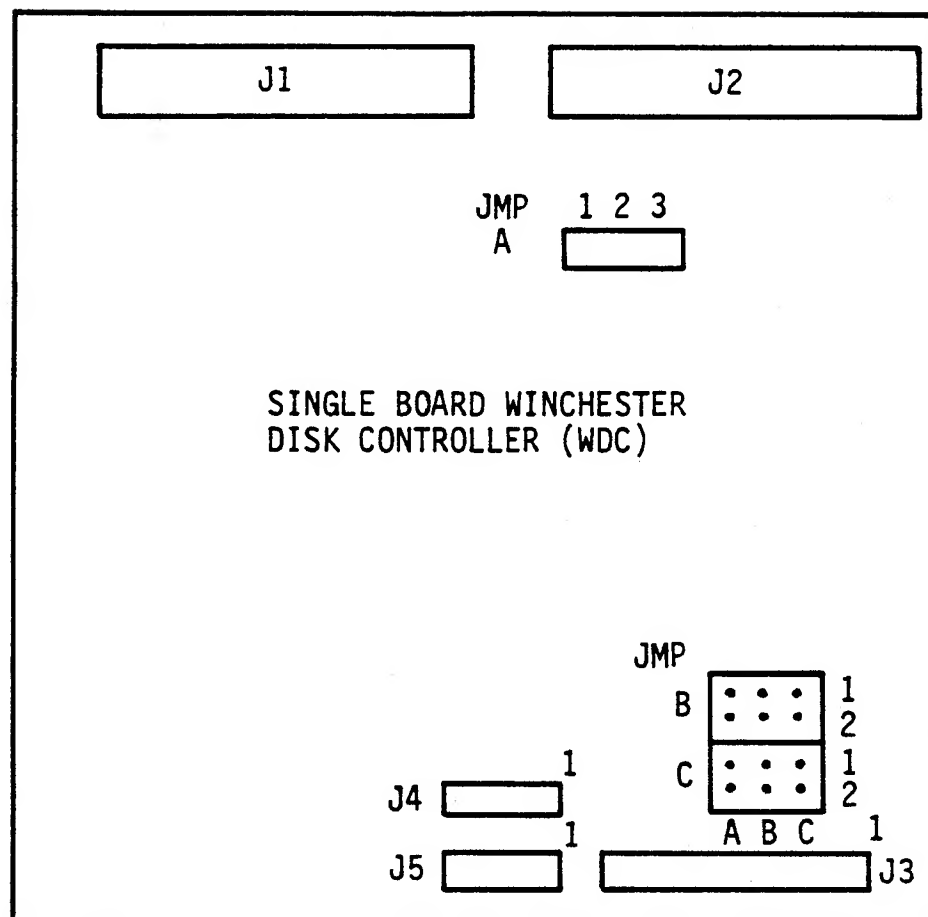 J1 J2
JMP 1 2 3
A
SINGLE BOARD WINCHESTER
DISK CONTROLLER (WDC)
JMP
B 1
2
C 1
2
J4 1
A B C 1
J5 1 J3